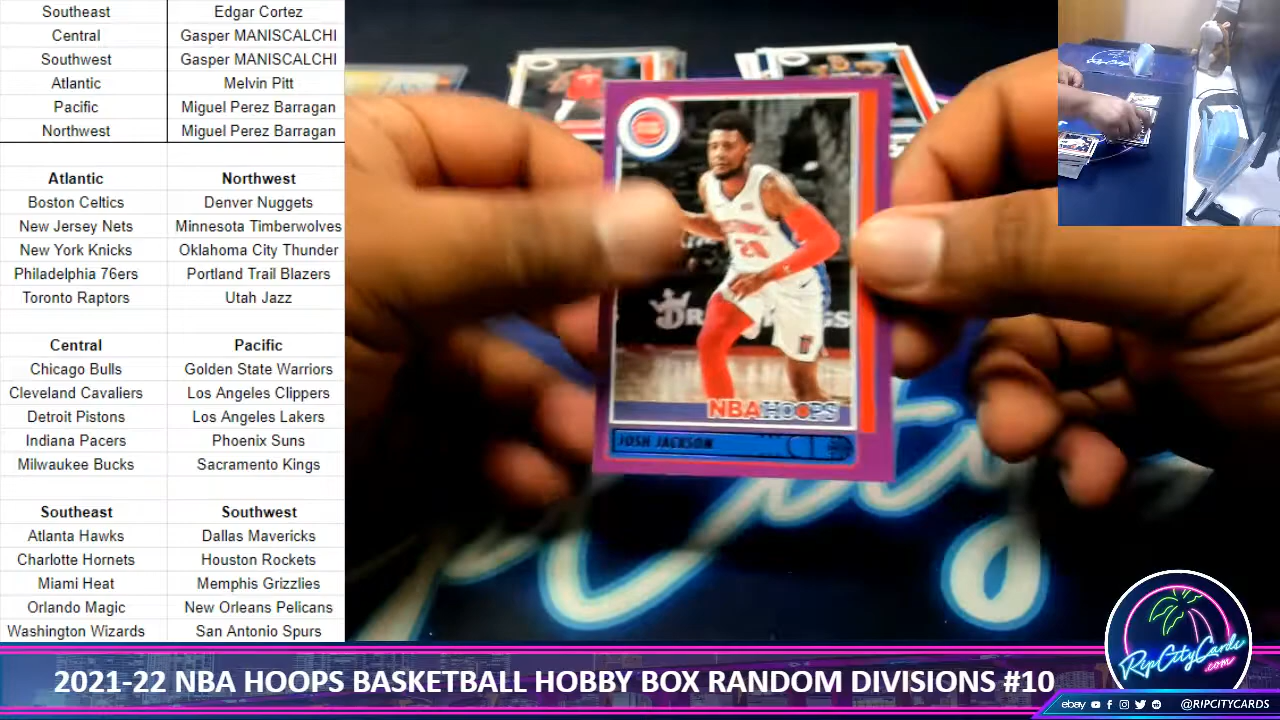 Southeast Edgar Cortez
Central Gasper MANISCALCHI
Southwest Gasper MANISCALCHI
Atlantic Melvin Pitt
Pacific Miguel Perez Barragan
Northwest Miguel Perez Barragan
Atlantic Northwest
Boston Celtics Denver Nuggets
New Jersey Nets Minnesota Timberwolves
New York Knicks Oklahoma City Thunder
Philadelphia 76ers Portland Trail Blazers
Toronto Raptors Utah Jazz
Central Pacific
Chicago Bulls Golden State Warriors
Cleveland Cavaliers Los Angeles Clippers
Detroit Pistons Los Angeles Lakers
Indiana Pacers Phoenix Suns
Milwaukee Bucks Sacramento Kings
Southeast Southwest
Atlanta Hawks Dallas Mavericks
Charlotte Hornets Houston Rockets
Miami Heat Memphis Grizzlies
Orlando Magic New Orleans Pelicans
Washington Wizards San Antonio Spurs
20
NBA HOOPS
JOSH JACKSON
RipCityCards
.com
2021-22 NBA HOOPS BASKETBALL HOBBY BOX RANDOM DIVISIONS #10
ebay @RIPCITYCARDS